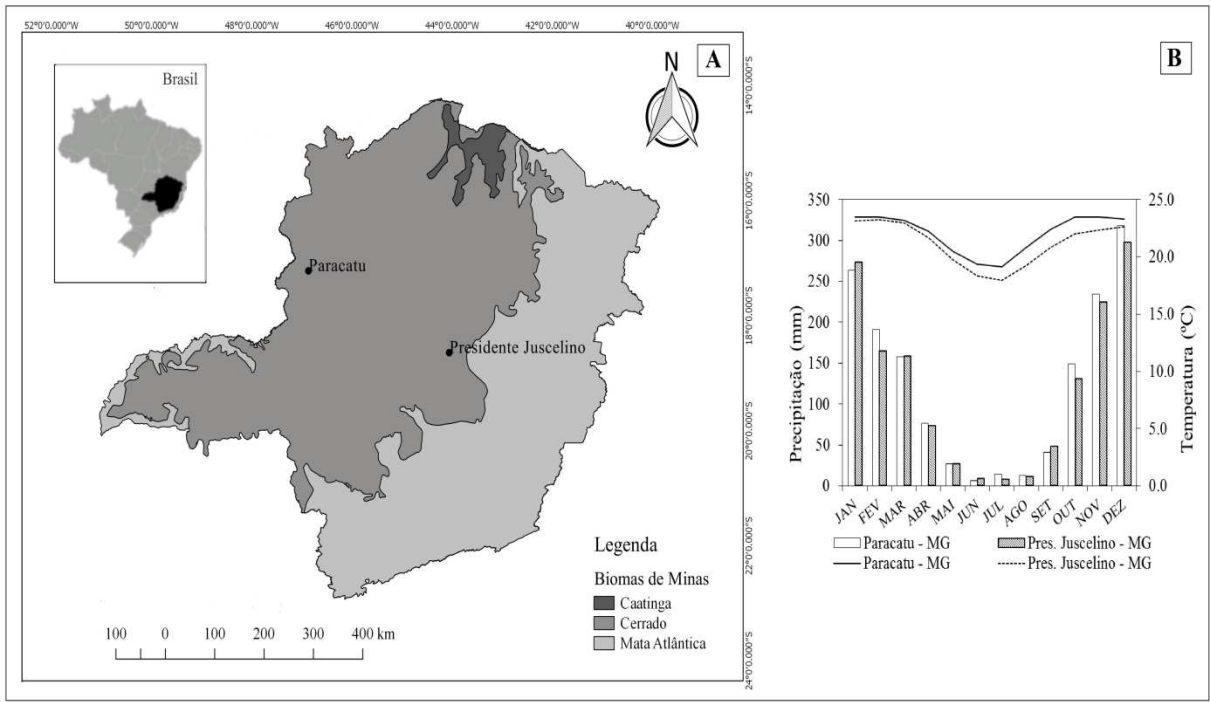 52°0'0.000"W 50°0'0.000"W 48°0'0.000"W 46°0'0.000"W 44°0'0.000"W 42°0'0.000"W 40°0'0.000"W
A
N
Brasil
14°0'0.000"S
16°0'0.000"S
18°0'0.000"S
20°0'0.000"S
22°0'0.000"S
24°0'0.000"S
Paracatu
Presidente Juscelino
Legenda
Biomas de Minas
Caatinga
Cerrado
Mata Atlântica
100 0 100 200 300 400 km
B
Precipitação (mm)
350
300
250
200
150
100
50
0
25.0
20.0
15.0
10.0
5.0
0.0
Temperatura (ºC)
JAN FEV MAR ABR MAI JUN JUL AGO SET OUT NOV DEZ
Paracatu - MG Pres. Juscelino - MG
Paracatu - MG Pres. Juscelino - MG